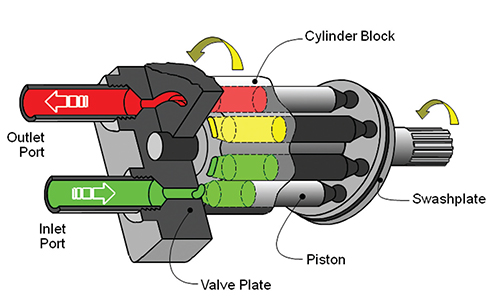 Cylinder Block
Outlet
Port
Swashplate
Inlet
Port
Piston
Valve Plate